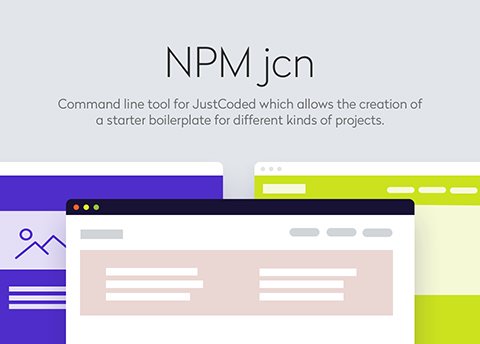 NPM jcn
Command line tool for JustCoded which allows the creation of
a starter boilerplate for different kinds of projects.